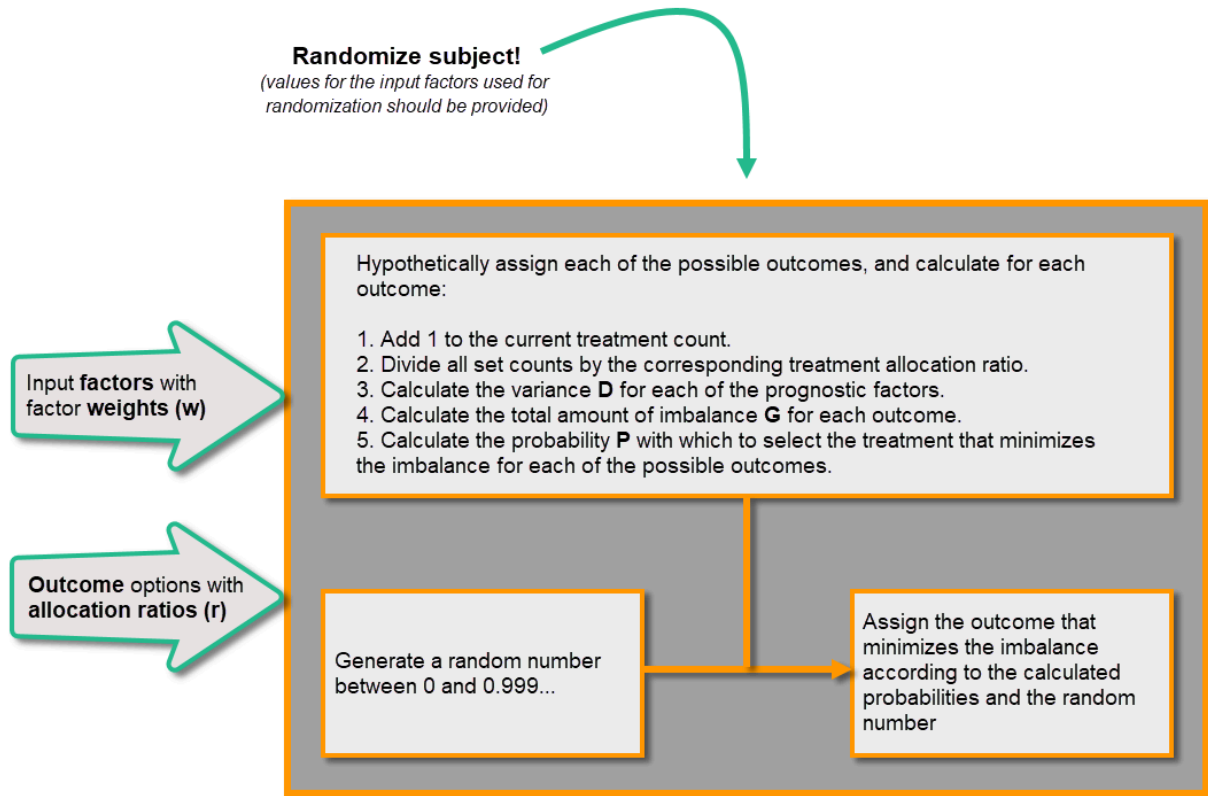 Randomize subject!
(values for the input factors used for
randomization should be provided)
Hypothetically assign each of the possible outcomes, and calculate for each
outcome:
1. Add 1 to the current treatment count.
2. Divide all set counts by the corresponding treatment allocation ratio.
3. Calculate the variance D for each of the prognostic factors.
4. Calculate the total amount of imbalance G for each outcome.
5. Calculate the probability P with which to select the treatment that minimizes
the imbalance for each of the possible outcomes.
Input factors with
factor weights (w)
Outcome options with
allocation ratios (r)
Generate a random number
between 0 and 0.999...
Assign the outcome that
minimizes the imbalance
according to the calculated
probabilities and the random
number